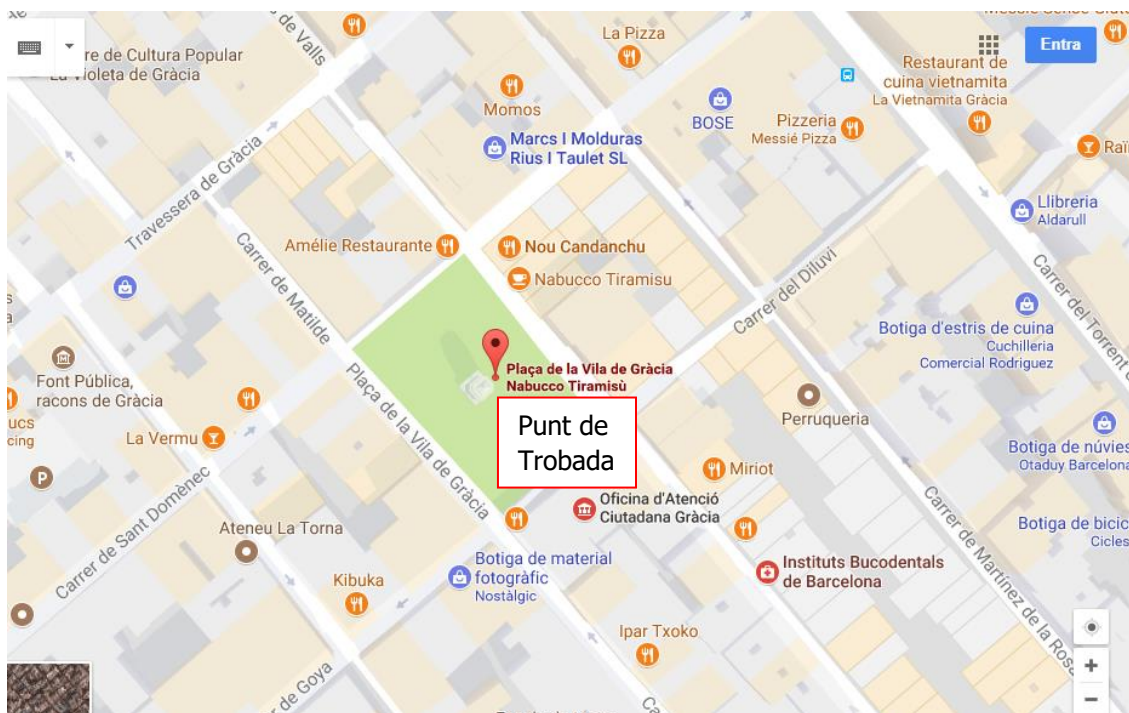 La Pizza
Entra
de Valls
re de Cultura Popular
La Violeta de Gràcia
Restaurant de
cuina vietnamita
La Vietnamita Gràcia
Momos
BOSE
Pizzeria
Messié Pizza
Marcs I Molduras
Rius I Taulet SL
Raï
Travessera de Gràcia
Llibreria
Aldarull
Amélie Restaurante
Nou Candanchu
Nabucco Tiramisu
Carrer de Matilde
Carrer del Diluvi
Carrer del Torrent d
Botiga d'estris de cuina
Cuchilleria
Comercial Rodriguez
Plaça de la Vila de Gràcia
Nabucco Tiramisù
Font Pública,
racons de Gràcia
Punt de
Trobada
Perruqueria
ucs
cing
La Vermu
P
Plaça de la Vila de Gràcia
Botiga de núvies
Otaduy Barcelona
Miriot
Oficina d'Atenció
Ciutadana Gràcia
Carrer de Sant Domènec
Ateneu La Torna
Botiga de bicic
Cicles
Carrer de Martínez de la Rosa
Botiga de material
fotogràfic
Nostàlgic
Instituts Bucodentals
de Barcelona
Kibuka
Ipar Txoko
r de Goya
Ca
+
−